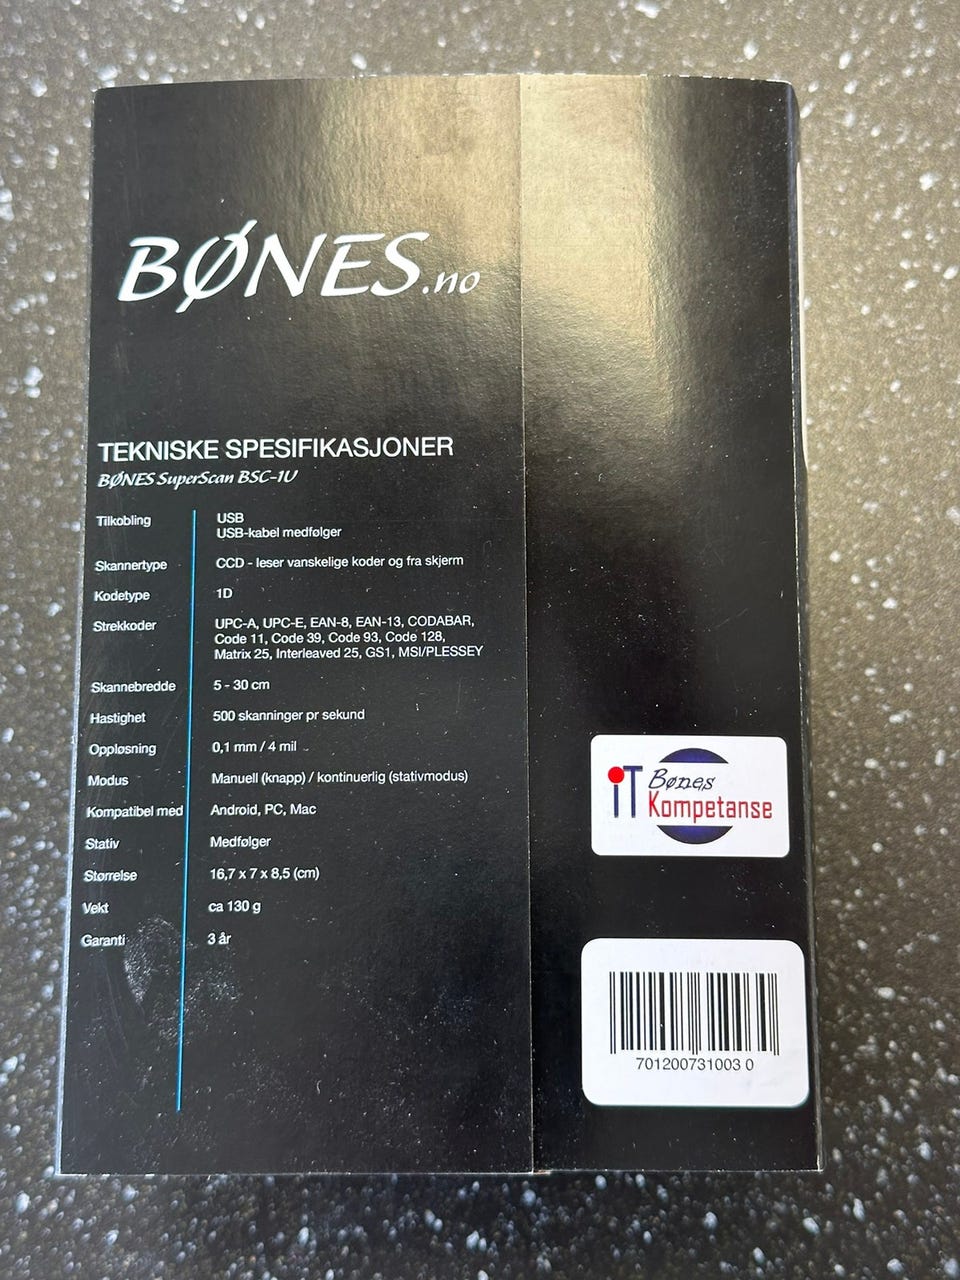 BØNES.no
TEKNISKE SPESIFIKASJONER
BØNES SuperScan BSC-1U
Tilkobling USB
USB-kabel medfølger
Skannertype CCD - leser vanskelige koder og fra skjerm
Kodetype 1D
Strekkoder UPC-A, UPC-E, EAN-8, EAN-13, CODABAR,
Code 11, Code 39, Code 93, Code 128,
Matrix 25, Interleaved 25, GS1, MSI/PLESSEY
Skannebredde 5 - 30 cm
Hastighet 500 skanninger pr sekund
Oppløsning 0,1 mm / 4 mil
Modus Manuell (knapp) / kontinuerlig (stativmodus)
Kompatibel med Android, PC, Mac
Stativ Medfølger
Størrelse 16,7 x 7 x 8,5 (cm)
Vekt ca 130 g
Garanti 3 år
iT Bønes
Kompetanse
701200731003 0